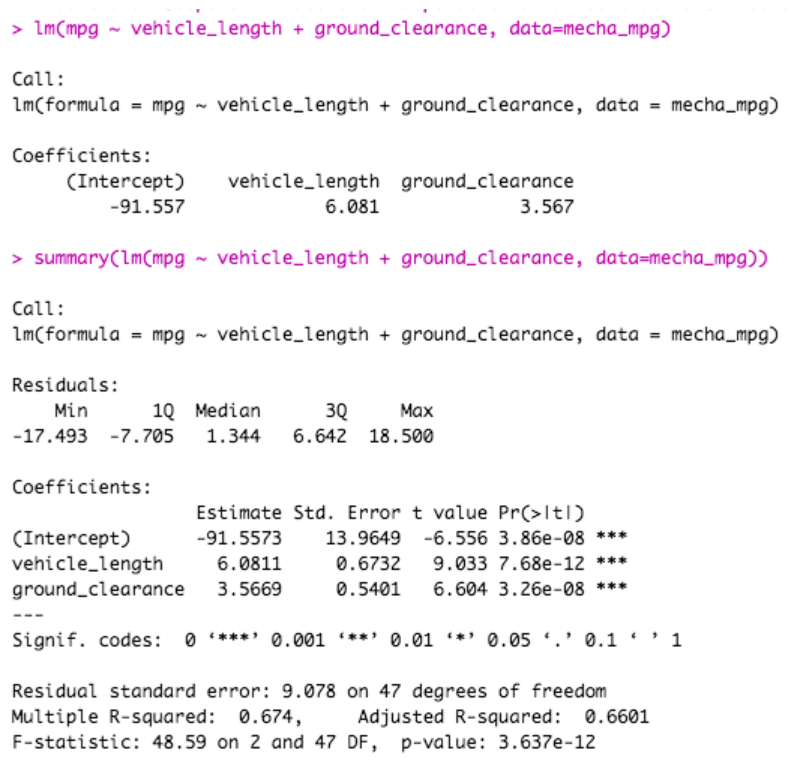 > lm(mpg ~ vehicle_length + ground_clearance, data=mecha_mpg)
Call:
lm(formula = mpg ~ vehicle_length + ground_clearance, data = mecha_mpg)
Coefficients:
     (Intercept)    vehicle_length  ground_clearance
         -91.557             6.081             3.567
> summary(lm(mpg ~ vehicle_length + ground_clearance, data=mecha_mpg))
Call:
lm(formula = mpg ~ vehicle_length + ground_clearance, data = mecha_mpg)
Residuals:
    Min      1Q  Median      3Q     Max
-17.493  -7.705   1.344   6.642  18.500
Coefficients:
                 Estimate Std. Error t value Pr(>|t|)
(Intercept)      -91.5573    13.9649  -6.556 3.86e-08 ***
vehicle_length     6.0811     0.6732   9.033 7.68e-12 ***
ground_clearance   3.5669     0.5401   6.604 3.26e-08 ***
---
Signif. codes:  0 ‘***’ 0.001 ‘**’ 0.01 ‘*’ 0.05 ‘.’ 0.1 ‘ ’ 1
Residual standard error: 9.078 on 47 degrees of freedom
Multiple R-squared:  0.674,     Adjusted R-squared:  0.6601
F-statistic: 48.59 on 2 and 47 DF,  p-value: 3.637e-12